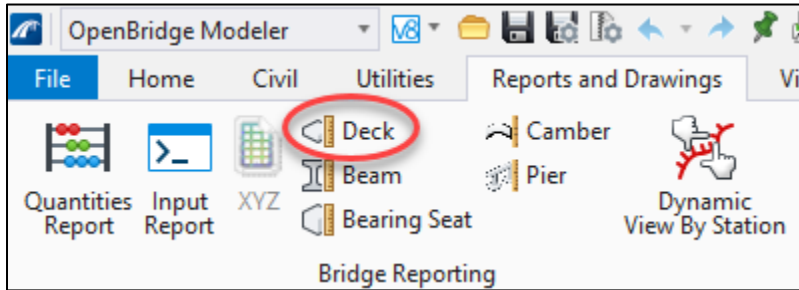 OpenBridge Modeler V8
File Home Civil Utilities Reports and Drawings
Quantities Report
Input Report
XYZ
Deck
Beam
Bearing Seat
Camber
Pier
Dynamic View By Station
Bridge Reporting